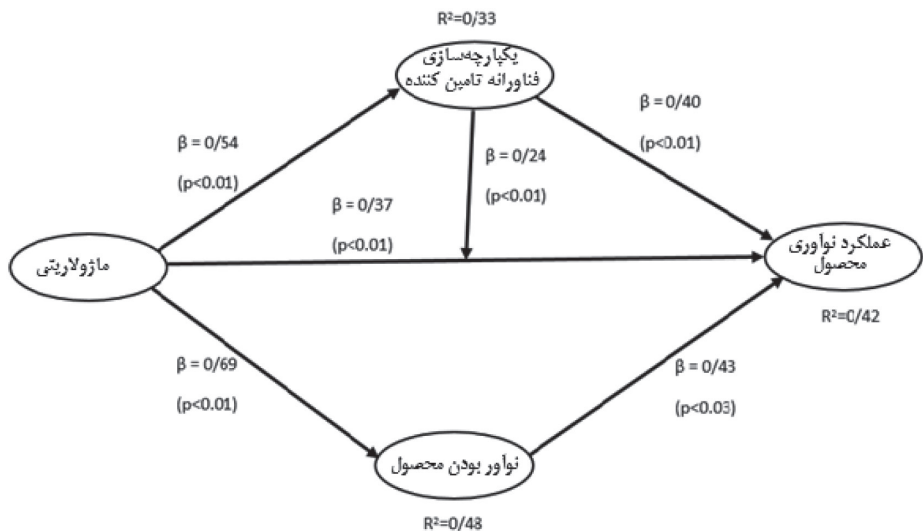 R²=0/33
یکپارچه‌سازی
فناورانه تامین کننده
β = 0/54
(p<0.01)
β = 0/40
(p<0.01)
β = 0/24
(p<0.01)
β = 0/37
(p<0.01)
ماژولاریتی
عملکرد نوآوری
محصول
R²=0/42
β = 0/69
(p<0.01)
β = 0/43
(p<0.03)
نوآور بودن محصول
R²=0/48